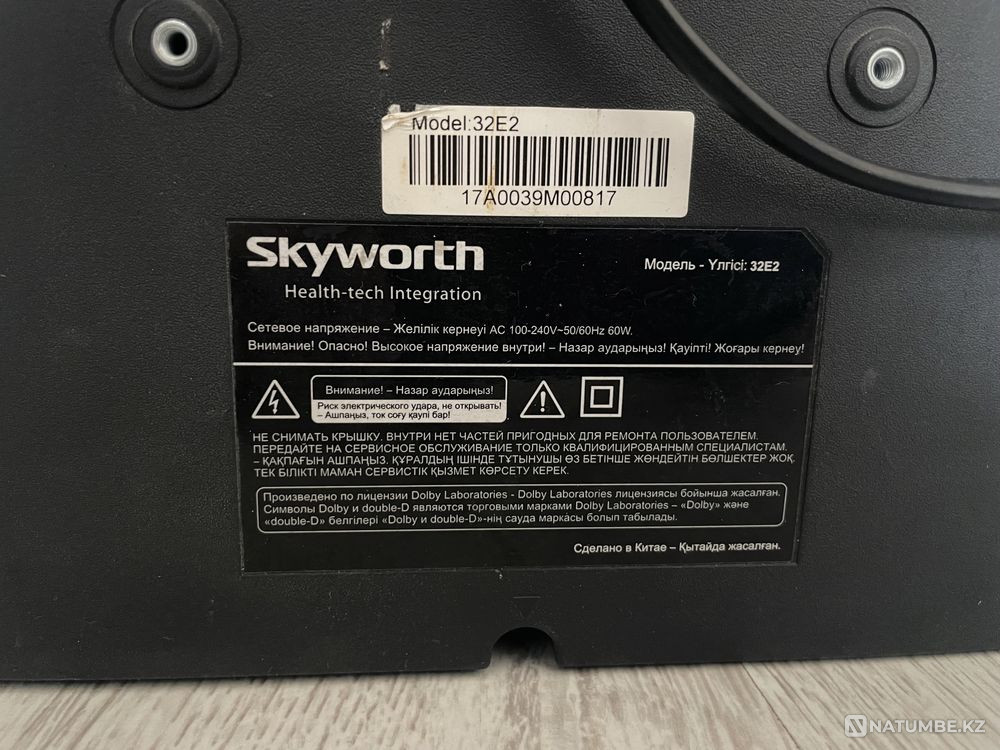 Model:32E2
17A0039M00817
Skyworth
Health-tech Integration
Модель - Үлгісі: 32E2
Сетевое напряжение – Желілік кернеуі AC 100-240V~50/60Hz 60W.
Внимание! Опасно! Высокое напряжение внутри! – Назар аударыңыз! Қауіпті! Жоғары кернеу!
Внимание! – Назар аударыңыз!
Риск электрического удара, не открывать!
– Ашпаңыз, ток соғу қаупі бар!
НЕ СНИМАТЬ КРЫШКУ. ВНУТРИ НЕТ ЧАСТЕЙ ПРИГОДНЫХ ДЛЯ РЕМОНТА ПОЛЬЗОВАТЕЛЕМ.
ПЕРЕДАЙТЕ НА СЕРВИСНОЕ ОБСЛУЖИВАНИЕ ТОЛЬКО КВАЛИФИЦИРОВАННЫМ СПЕЦИАЛИСТАМ.
– ҚАҚПАҒЫН АШПАҢЫЗ. ҚҰРАЛДЫҢ ІШІНДЕ ТҰТЫНУШЫ ӨЗ БЕТІНШЕ ЖӨНДЕЙТІН БӨЛШЕКТЕР ЖОҚ.
ТЕК БІЛІКТІ МАМАН СЕРВИСТІК ҚЫЗМЕТ КӨРСЕТУ КЕРЕК.
Произведено по лицензии Dolby Laboratories - Dolby Laboratories лицензиясы бойынша жасалған.
Символы Dolby и double-D являются торговыми марками Dolby Laboratories – «Dolby» және
«double-D» белгілері «Dolby и double-D»-нің сауда маркасы болып табылады.
Сделано в Китае – Қытайда жасалған.
NATUMBE.KZ